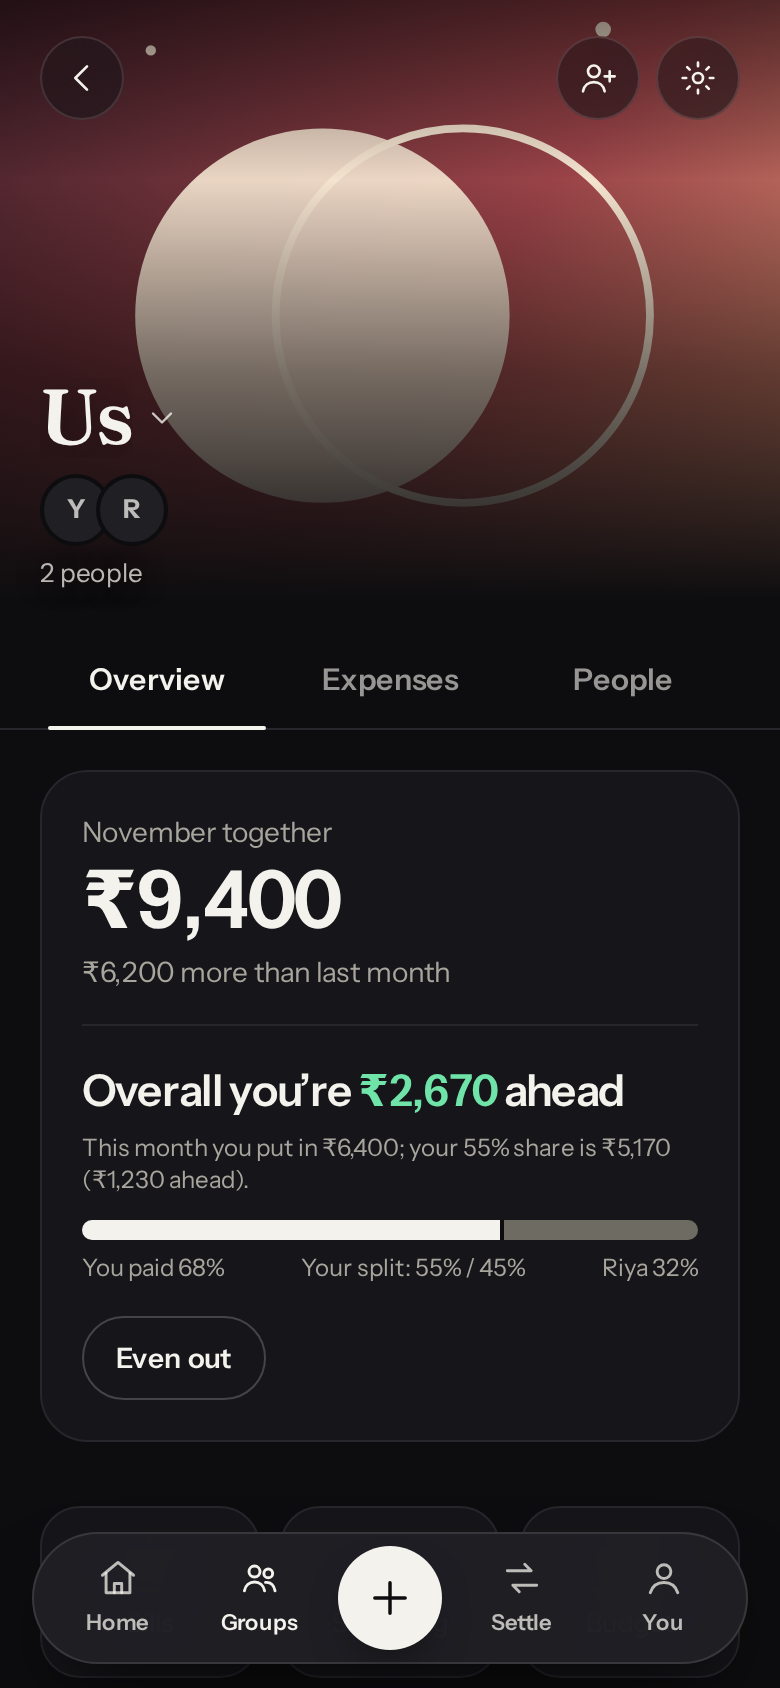 Us
Y R
2 people
Overview Expenses People
November together
₹9,400
₹6,200 more than last month
Overall you’re ₹2,670 ahead
This month you put in ₹6,400; your 55% share is ₹5,170
(₹1,230 ahead).
You paid 68% Your split: 55% / 45% Riya 32%
Even out
Home Groups Settle You